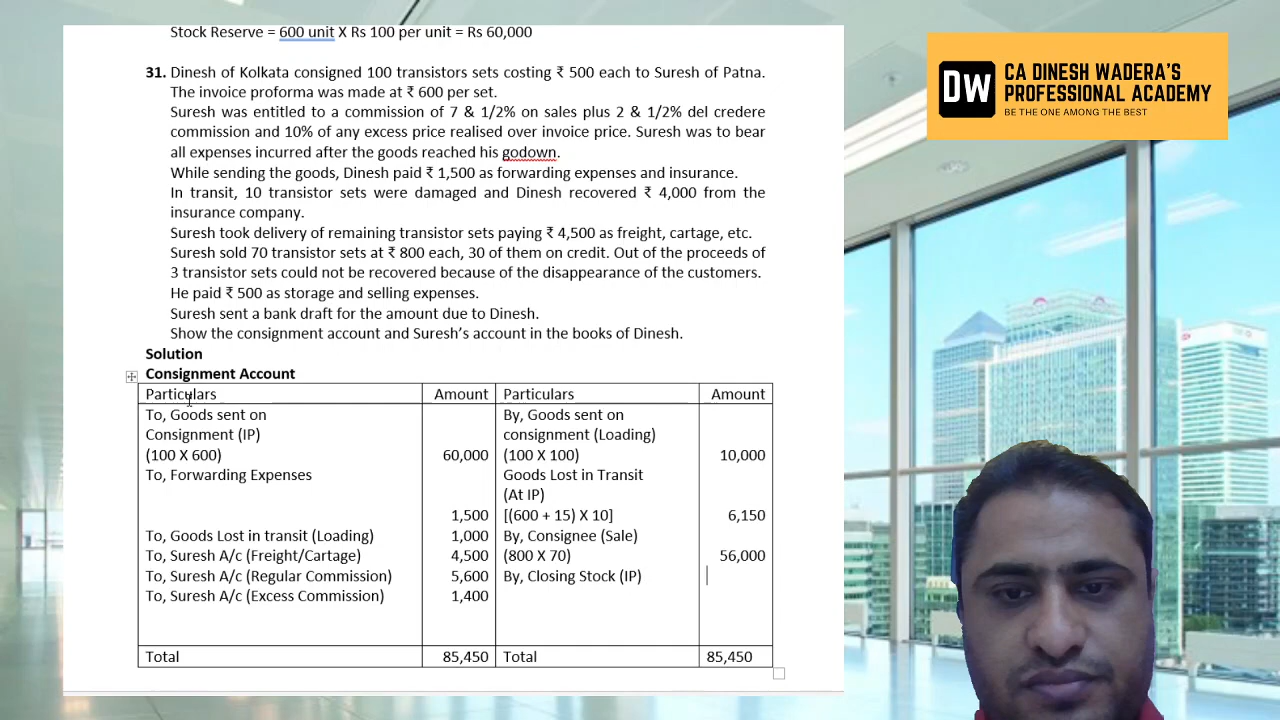 Stock Reserve = 600 unit X Rs 100 per unit = Rs 60,000
31. Dinesh of Kolkata consigned 100 transistors sets costing ₹ 500 each to Suresh of Patna.
The invoice proforma was made at ₹ 600 per set.
Suresh was entitled to a commission of 7 & 1/2% on sales plus 2 & 1/2% del credere
commission and 10% of any excess price realised over invoice price. Suresh was to bear
all expenses incurred after the goods reached his godown.
While sending the goods, Dinesh paid ₹ 1,500 as forwarding expenses and insurance.
In transit, 10 transistor sets were damaged and Dinesh recovered ₹ 4,000 from the
insurance company.
Suresh took delivery of remaining transistor sets paying ₹ 4,500 as freight, cartage, etc.
Suresh sold 70 transistor sets at ₹ 800 each, 30 of them on credit. Out of the proceeds of
3 transistor sets could not be recovered because of the disappearance of the customers.
He paid ₹ 500 as storage and selling expenses.
Suresh sent a bank draft for the amount due to Dinesh.
Show the consignment account and Suresh's account in the books of Dinesh.
Solution
Consignment Account
Particulars Amount Particulars Amount
To, Goods sent on By, Goods sent on
Consignment (IP) consignment (Loading)
(100 X 600) 60,000 (100 X 100) 10,000
To, Forwarding Expenses Goods Lost in Transit
(At IP)
1,500 [(600 + 15) X 10] 6,150
To, Goods Lost in transit (Loading) 1,000 By, Consignee (Sale)
To, Suresh A/c (Freight/Cartage) 4,500 (800 X 70) 56,000
To, Suresh A/c (Regular Commission) 5,600 By, Closing Stock (IP)
To, Suresh A/c (Excess Commission) 1,400
Total 85,450 Total 85,450
DW
CA DINESH WADERA'S
PROFESSIONAL ACADEMY
BE THE ONE AMONG THE BEST